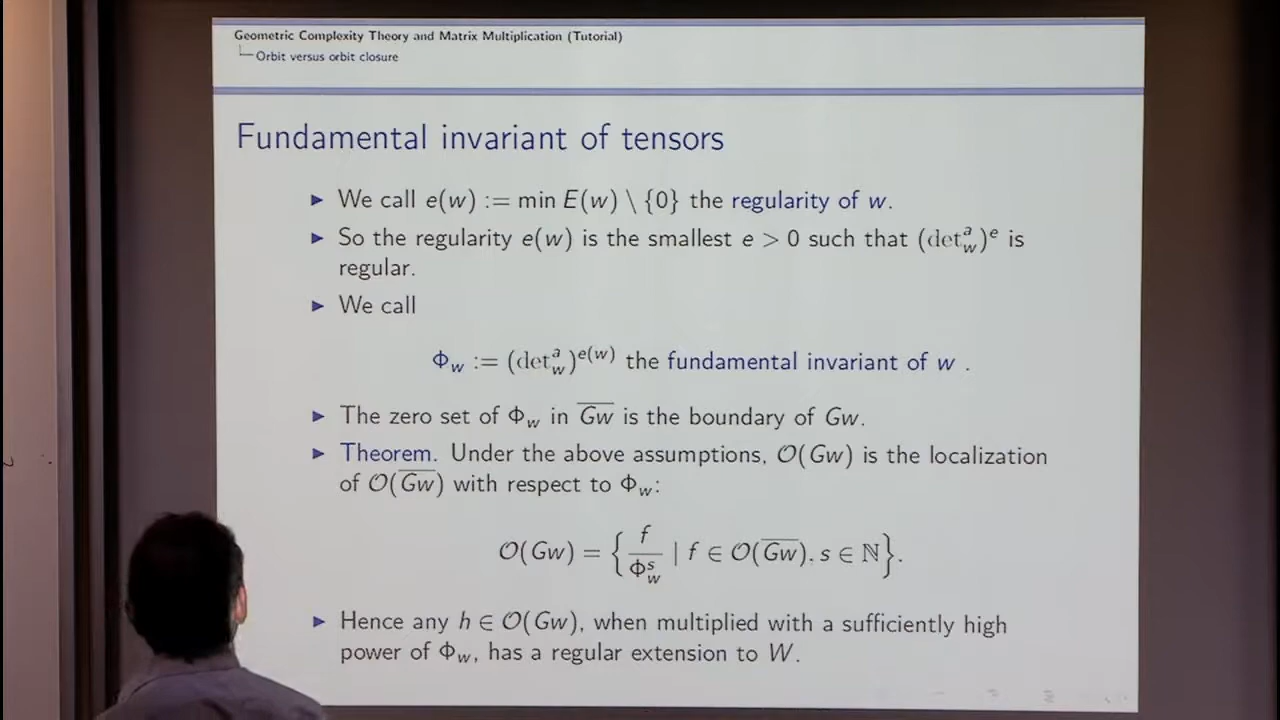 Geometric Complexity Theory and Matrix Multiplication (Tutorial)
Orbit versus orbit closure
Fundamental invariant of tensors
▶ We call e(w) := min E(w) \ {0} the regularity of w.
▶ So the regularity e(w) is the smallest e > 0 such that (det_w^a)^e is
regular.
▶ We call
Φ_w := (det_w^a)^{e(w)} the fundamental invariant of w .
▶ The zero set of Φ_w in \overline{Gw} is the boundary of Gw.
▶ Theorem. Under the above assumptions, O(Gw) is the localization
of O(\overline{Gw}) with respect to Φ_w:
O(Gw) = { f / Φ_w^s | f ∈ O(\overline{Gw}), s ∈ ℕ }.
▶ Hence any h ∈ O(Gw), when multiplied with a sufficiently high
power of Φ_w, has a regular extension to W.